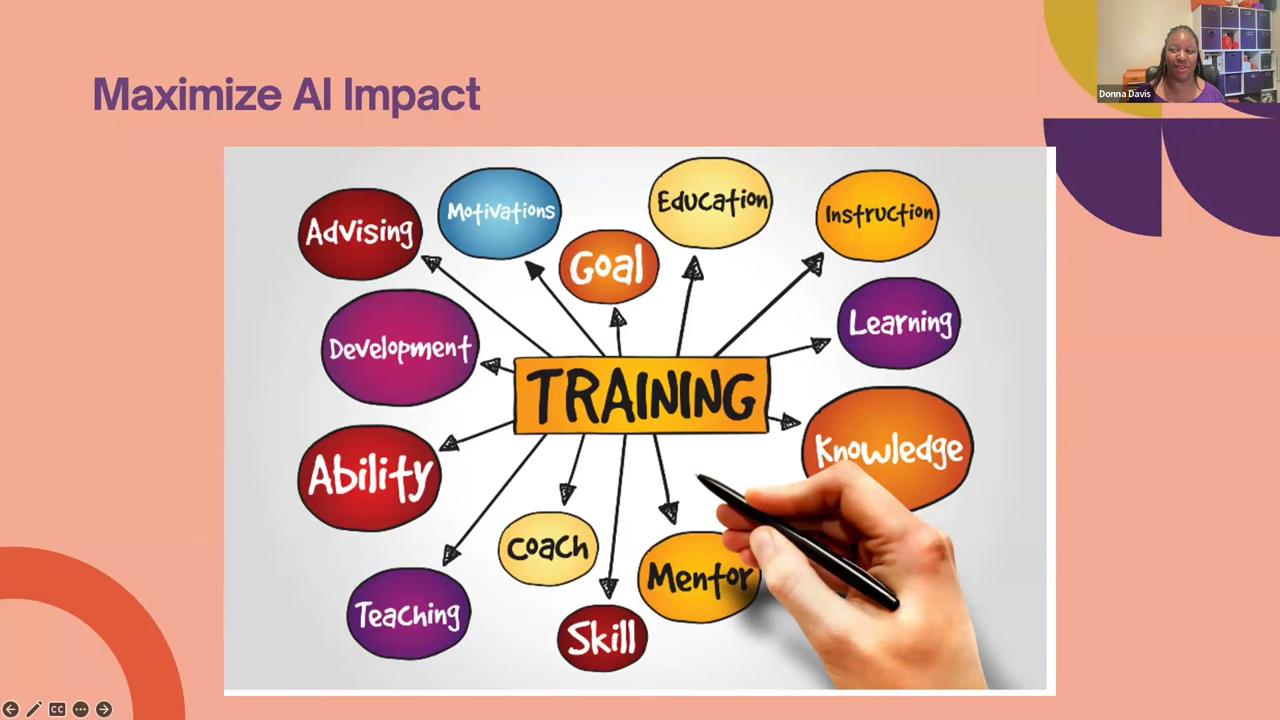 Maximize AI Impact
Donna Davis
Education
Motivations
Instruction
Advising
Goal
Learning
Development
TRAINING
Knowledge
Ability
Coach
Mentor
Teaching
Skill
CC